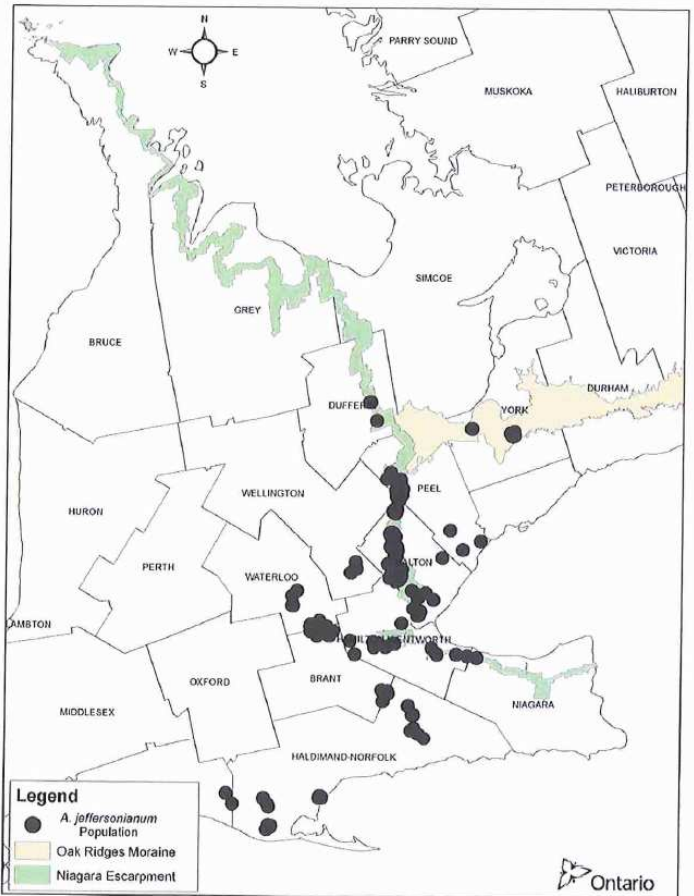 N
PARRY SOUND
W E
S
MUSKOKA
HALIBURTON
PETERBOROUGH
VICTORIA
SIMCOE
GREY
BRUCE
DURHAM
DUFFER
YORK
WELLINGTON
PEEL
HURON
PERTH
ALTON
WATERLOO
AMBTON
ENTWORTH
OXFORD
BRANT
NIAGARA
MIDDLESEX
HALDIMAND-NORFOLK
Legend
A. jeffersonianum
Population
Oak Ridges Moraine
Niagara Escarpment
Ontario